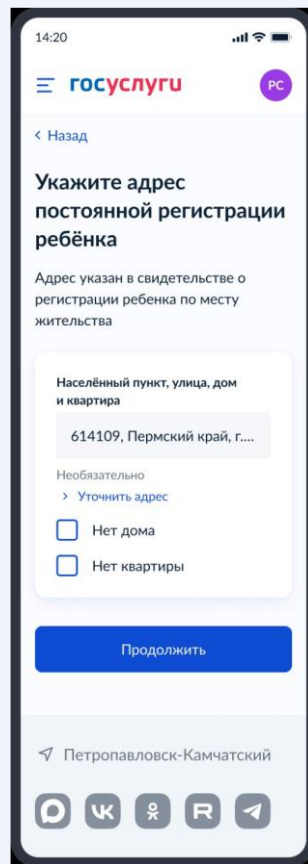 14:20
госуслуги
РС
Назад
Укажите адрес
постоянной регистрации
ребёнка
Адрес указан в свидетельстве о
регистрации ребенка по месту
жительства
Населённый пункт, улица, дом
и квартира
614109, Пермский край, г....
Необязательно
Уточнить адрес
Нет дома
Нет квартиры
Продолжить
Петропавловск-Камчатский